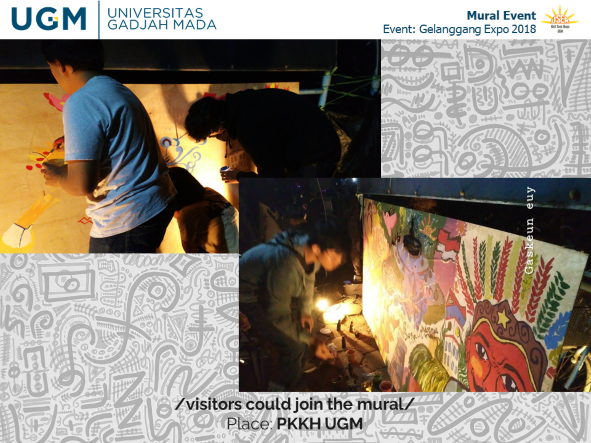 UGM
UNIVERSITAS
GADJAH MADA
Mural Event
Event: Gelanggang Expo 2018
Gaskeun euy
/visitors could join the mural/
Place: PKKH UGM